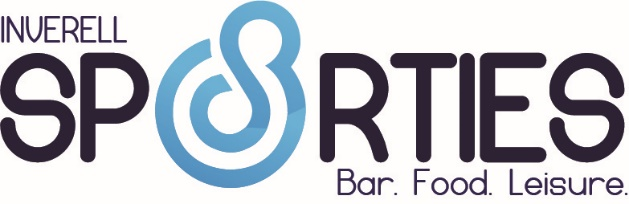 INVERELL
SPORTIES
Bar. Food. Leisure.